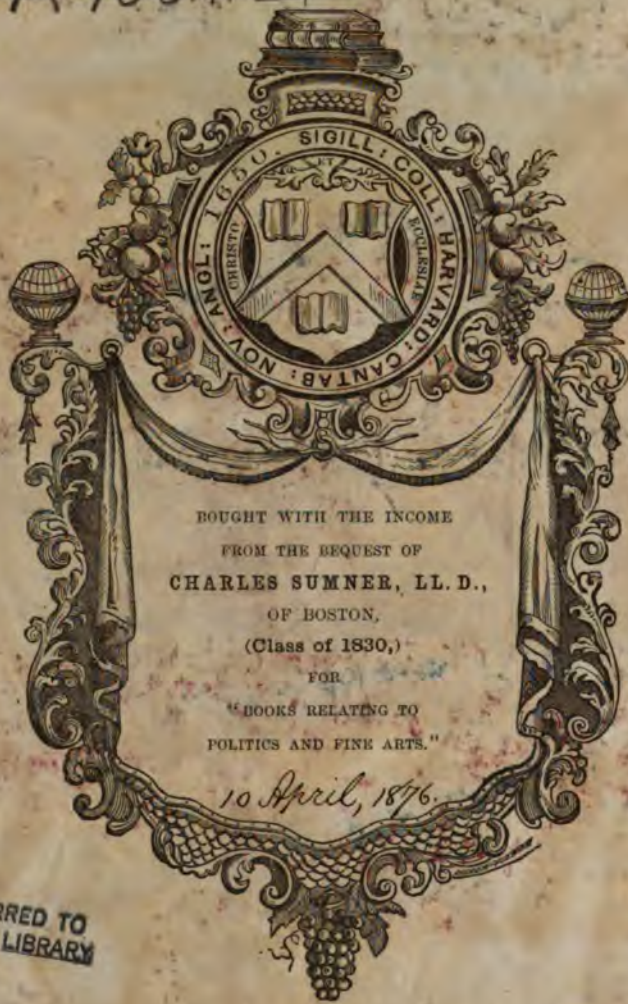 SIGILL: COLL: HARVARD: CANTAB: NOV: ANGL: 1650.
ET
CHRISTO
ECCLESIAE
BOUGHT WITH THE INCOME
FROM THE BEQUEST OF
CHARLES SUMNER, LL. D.,
OF BOSTON,
(Class of 1830,)
FOR
"BOOKS RELATING TO
POLITICS AND FINE ARTS."
10 April, 1876.
RRED TO
LIBRARY